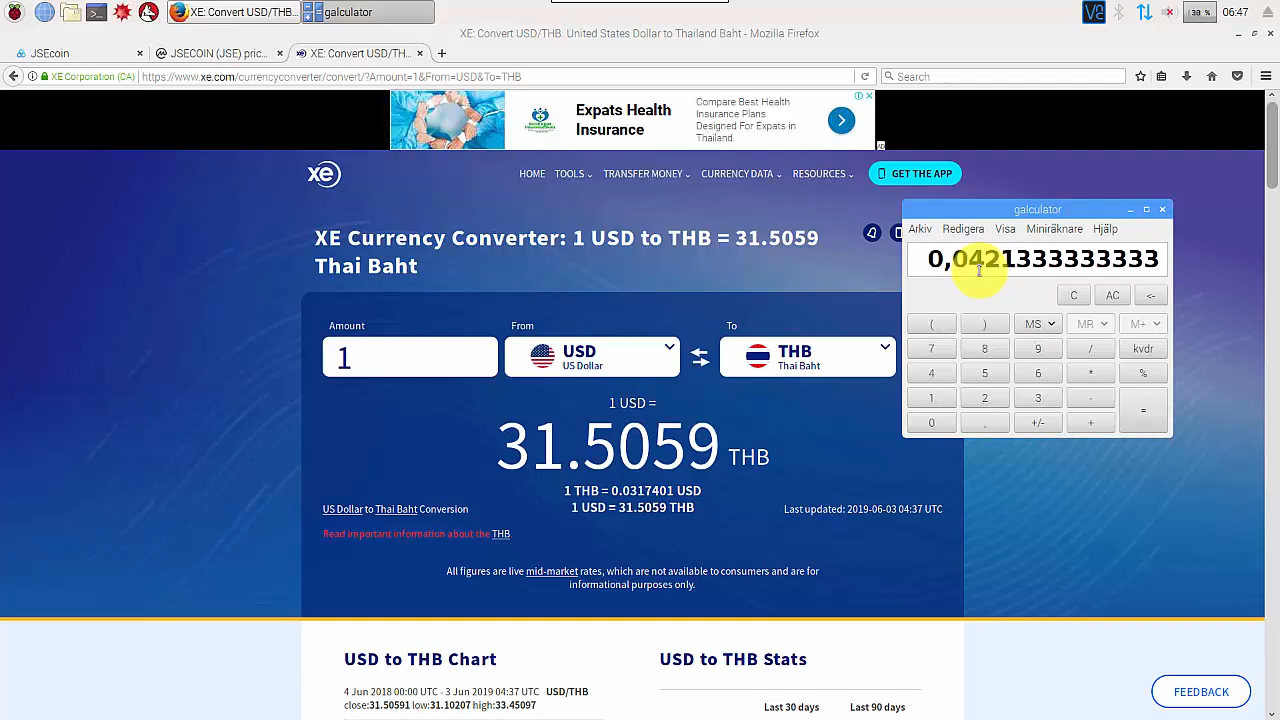 XE: Convert USD/THB...
galculator
30 %
06:47
XE: Convert USD/THB. United States Dollar to Thailand Baht - Mozilla Firefox
JSEcoin
JSECOIN (JSE) pric...
XE: Convert USD/TH...
XE Corporation (CA)
https://www.xe.com/currencyconverter/convert/?Amount=1&From=USD&To=THB
Search
Expats Health
Insurance
Compare Best Health
Insurance Plans.
Designed For Expats in
Thailand.
xe
HOME
TOOLS
TRANSFER MONEY
CURRENCY DATA
RESOURCES
GET THE APP
XE Currency Converter: 1 USD to THB = 31.5059
Thai Baht
galculator
Arkiv Redigera Visa Miniräknare Hjälp
0,0421333333333
C AC <-
( ) MS MR M+
7 8 9 / kvdr
4 5 6 * %
1 2 3 - =
0 , +/- +
Amount
From
To
1
USD
US Dollar
THB
Thai Baht
1 USD =
31.5059 THB
1 THB = 0.0317401 USD
1 USD = 31.5059 THB
US Dollar to Thai Baht Conversion
Last updated: 2019-06-03 04:37 UTC
Read important information about the THB.
All figures are live mid-market rates, which are not available to consumers and are for
informational purposes only.
USD to THB Chart
USD to THB Stats
4 Jun 2018 00:00 UTC - 3 Jun 2019 04:37 UTC USD/THB
close:31.50591 low:31.10207 high:33.45097
Last 30 days
Last 90 days
FEEDBACK